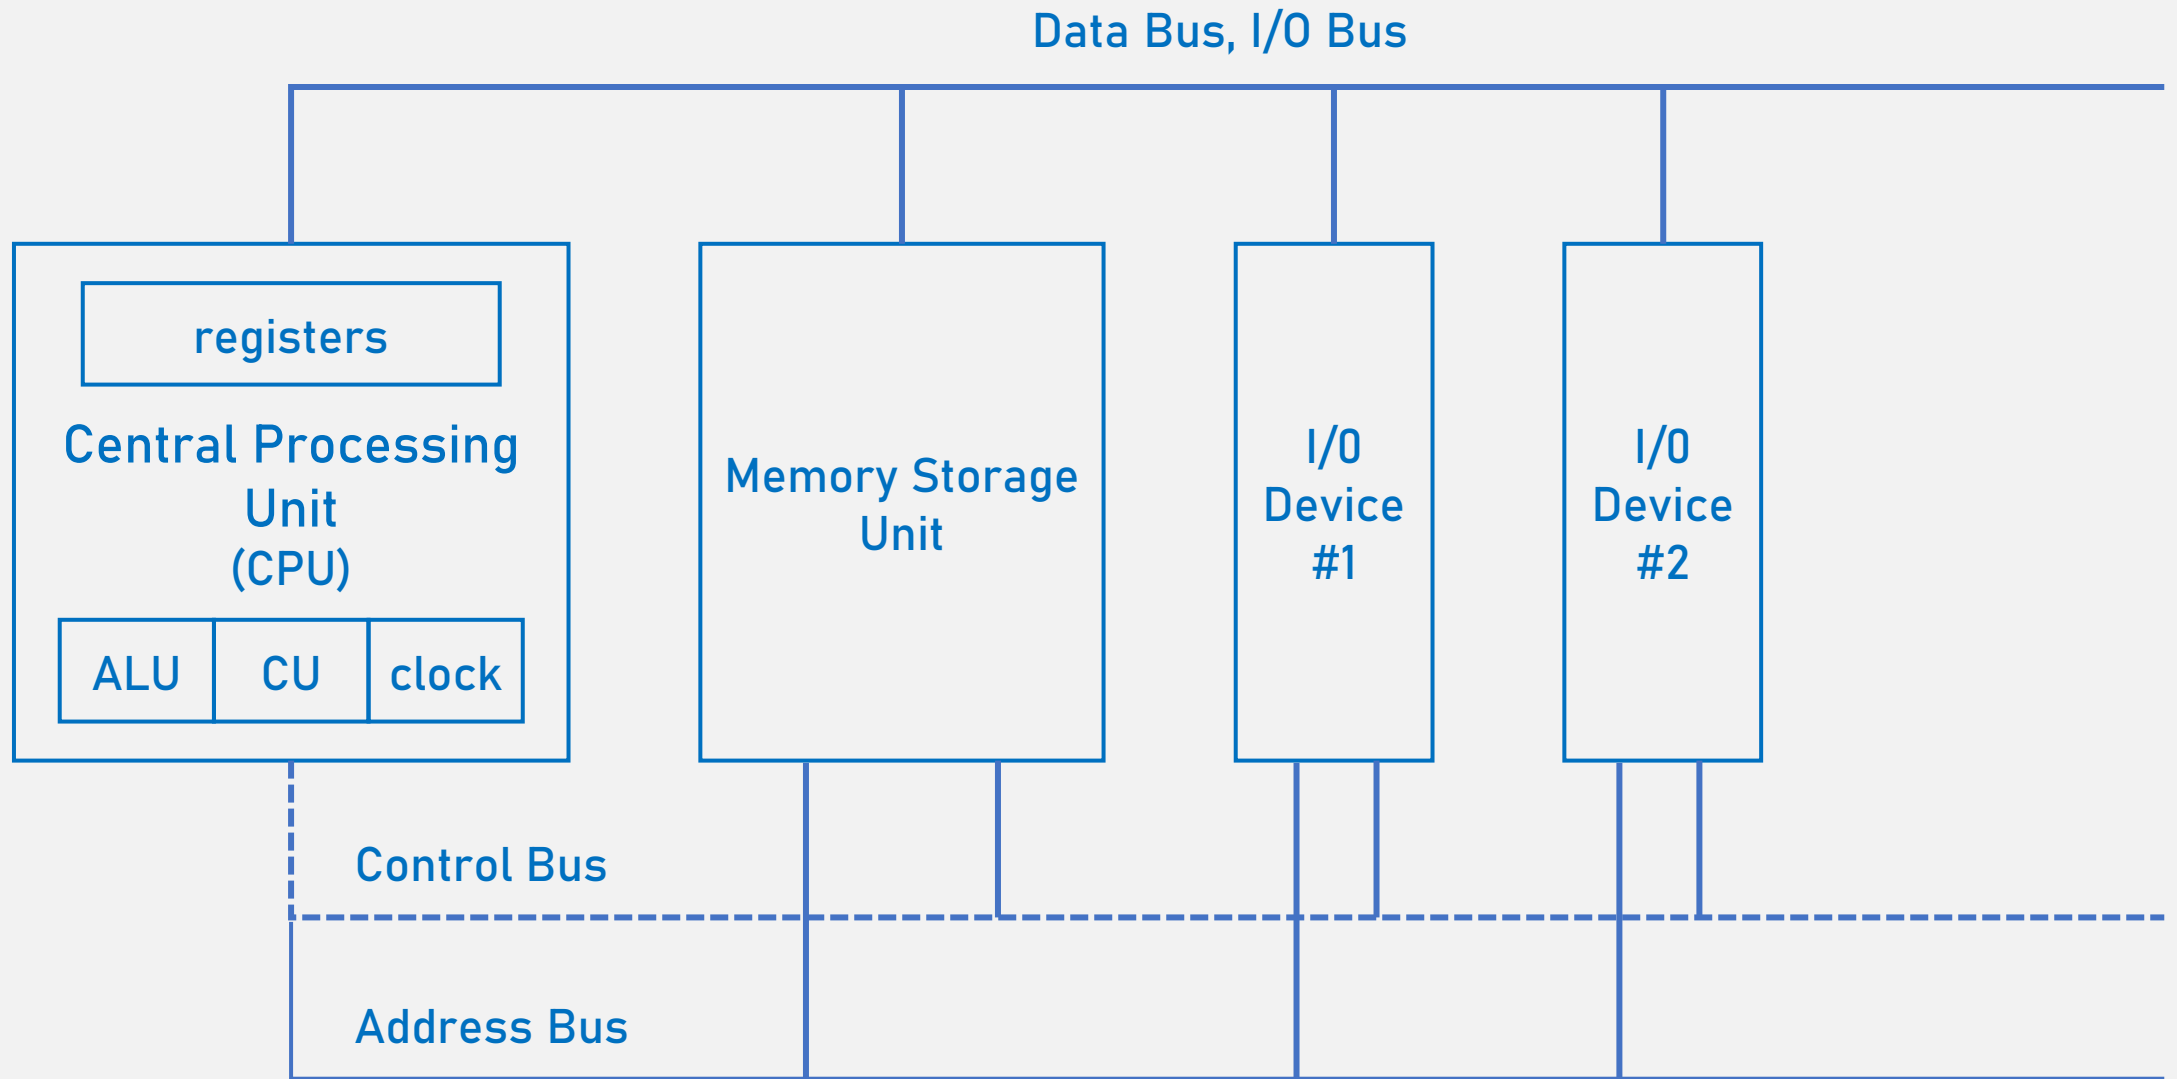 Data Bus, I/O Bus
registers
Central Processing
Unit
(CPU)
ALU
CU
clock
Memory Storage
Unit
I/O
Device
#1
I/O
Device
#2
Control Bus
Address Bus